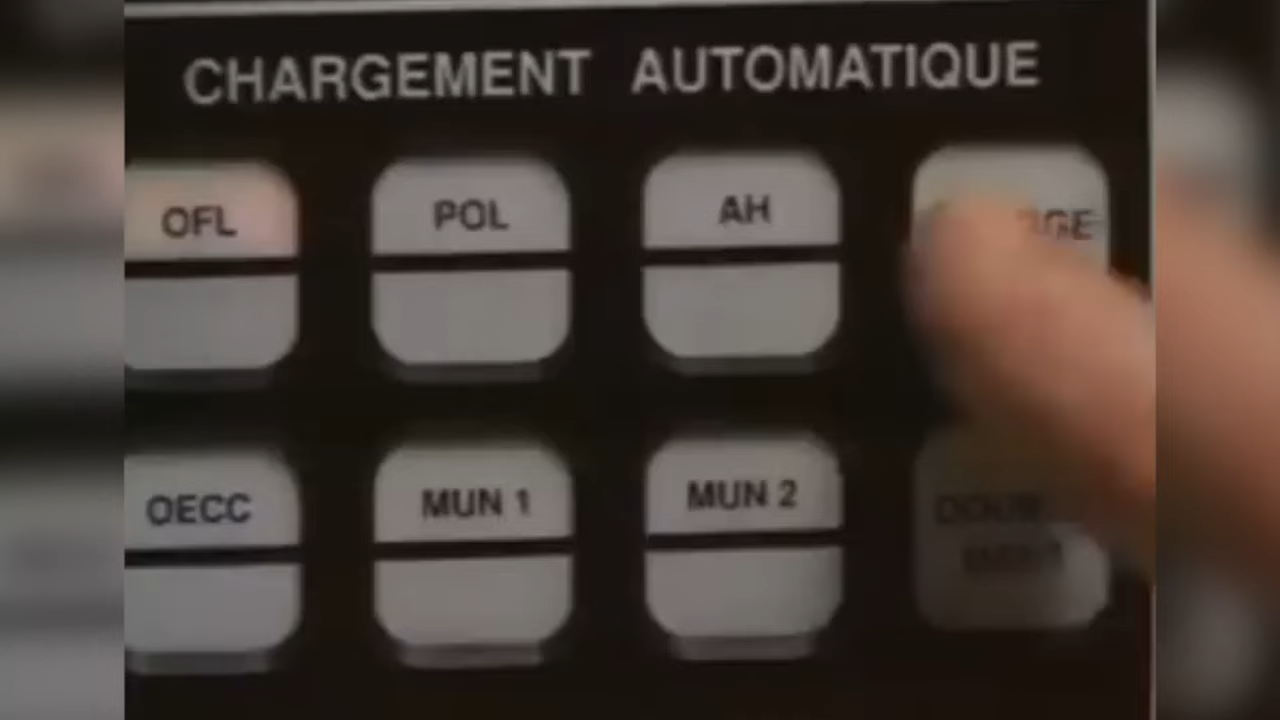 CHARGEMENT AUTOMATIQUE
OFL
POL
AH
OECC
MUN 1
MUN 2